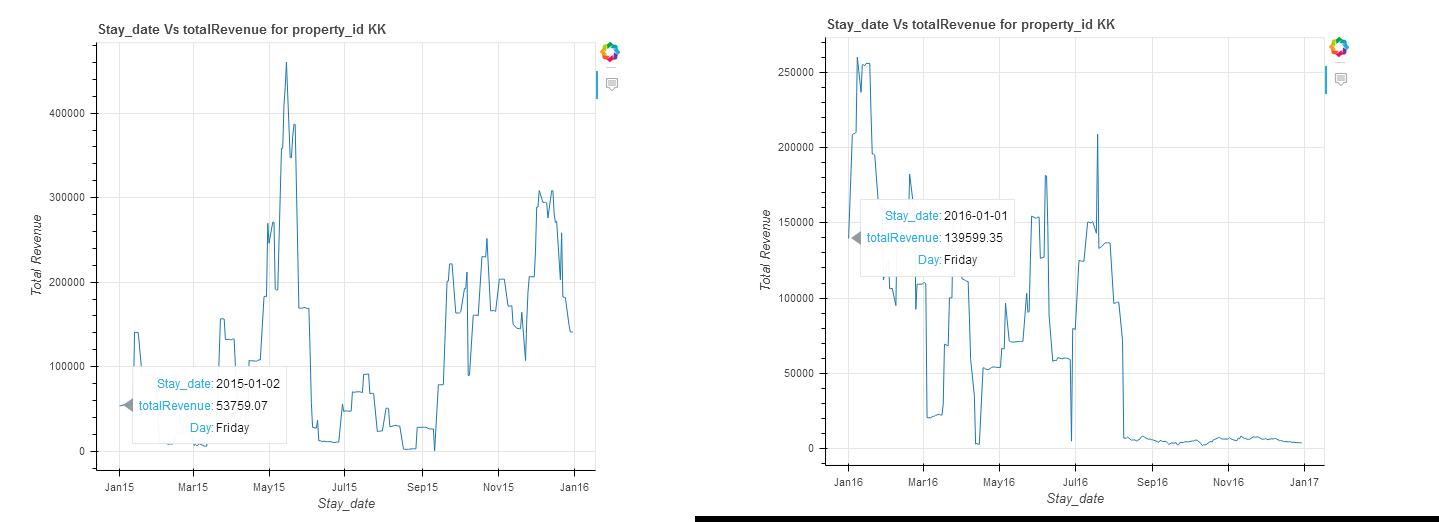 Stay_date Vs totalRevenue for property_id KK
400000
300000
200000
100000
0
Total Revenue
Stay_date: 2015-01-02
totalRevenue: 53759.07
Day: Friday
Jan15 Mar15 May15 Jul15 Sep15 Nov15 Jan16
Stay_date
Stay_date Vs totalRevenue for property_id KK
250000
200000
150000
100000
50000
0
Total Revenue
Stay_date: 2016-01-01
totalRevenue: 139599.35
Day: Friday
Jan16 Mar16 May16 Jul16 Sep16 Nov16 Jan17
Stay_date